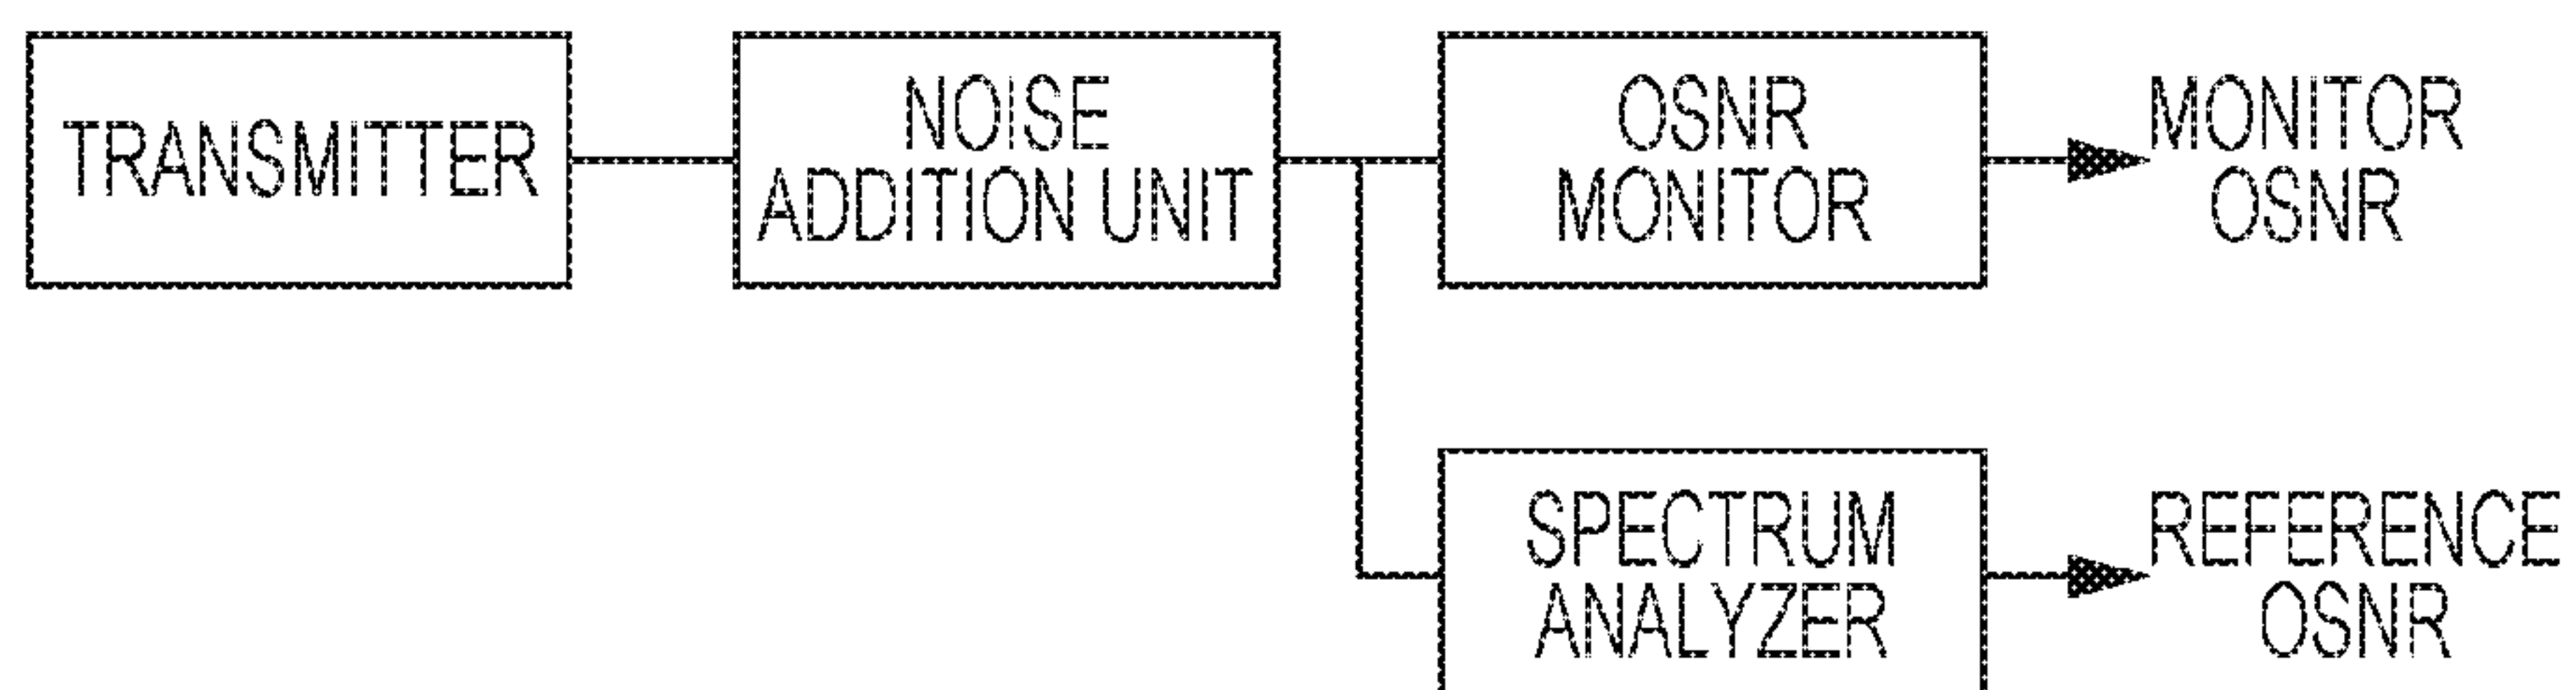 TRANSMITTER
NOISE
ADDITION UNIT
OSNR
MONITOR
MONITOR
OSNR
SPECTRUM
ANALYZER
REFERENCE
OSNR